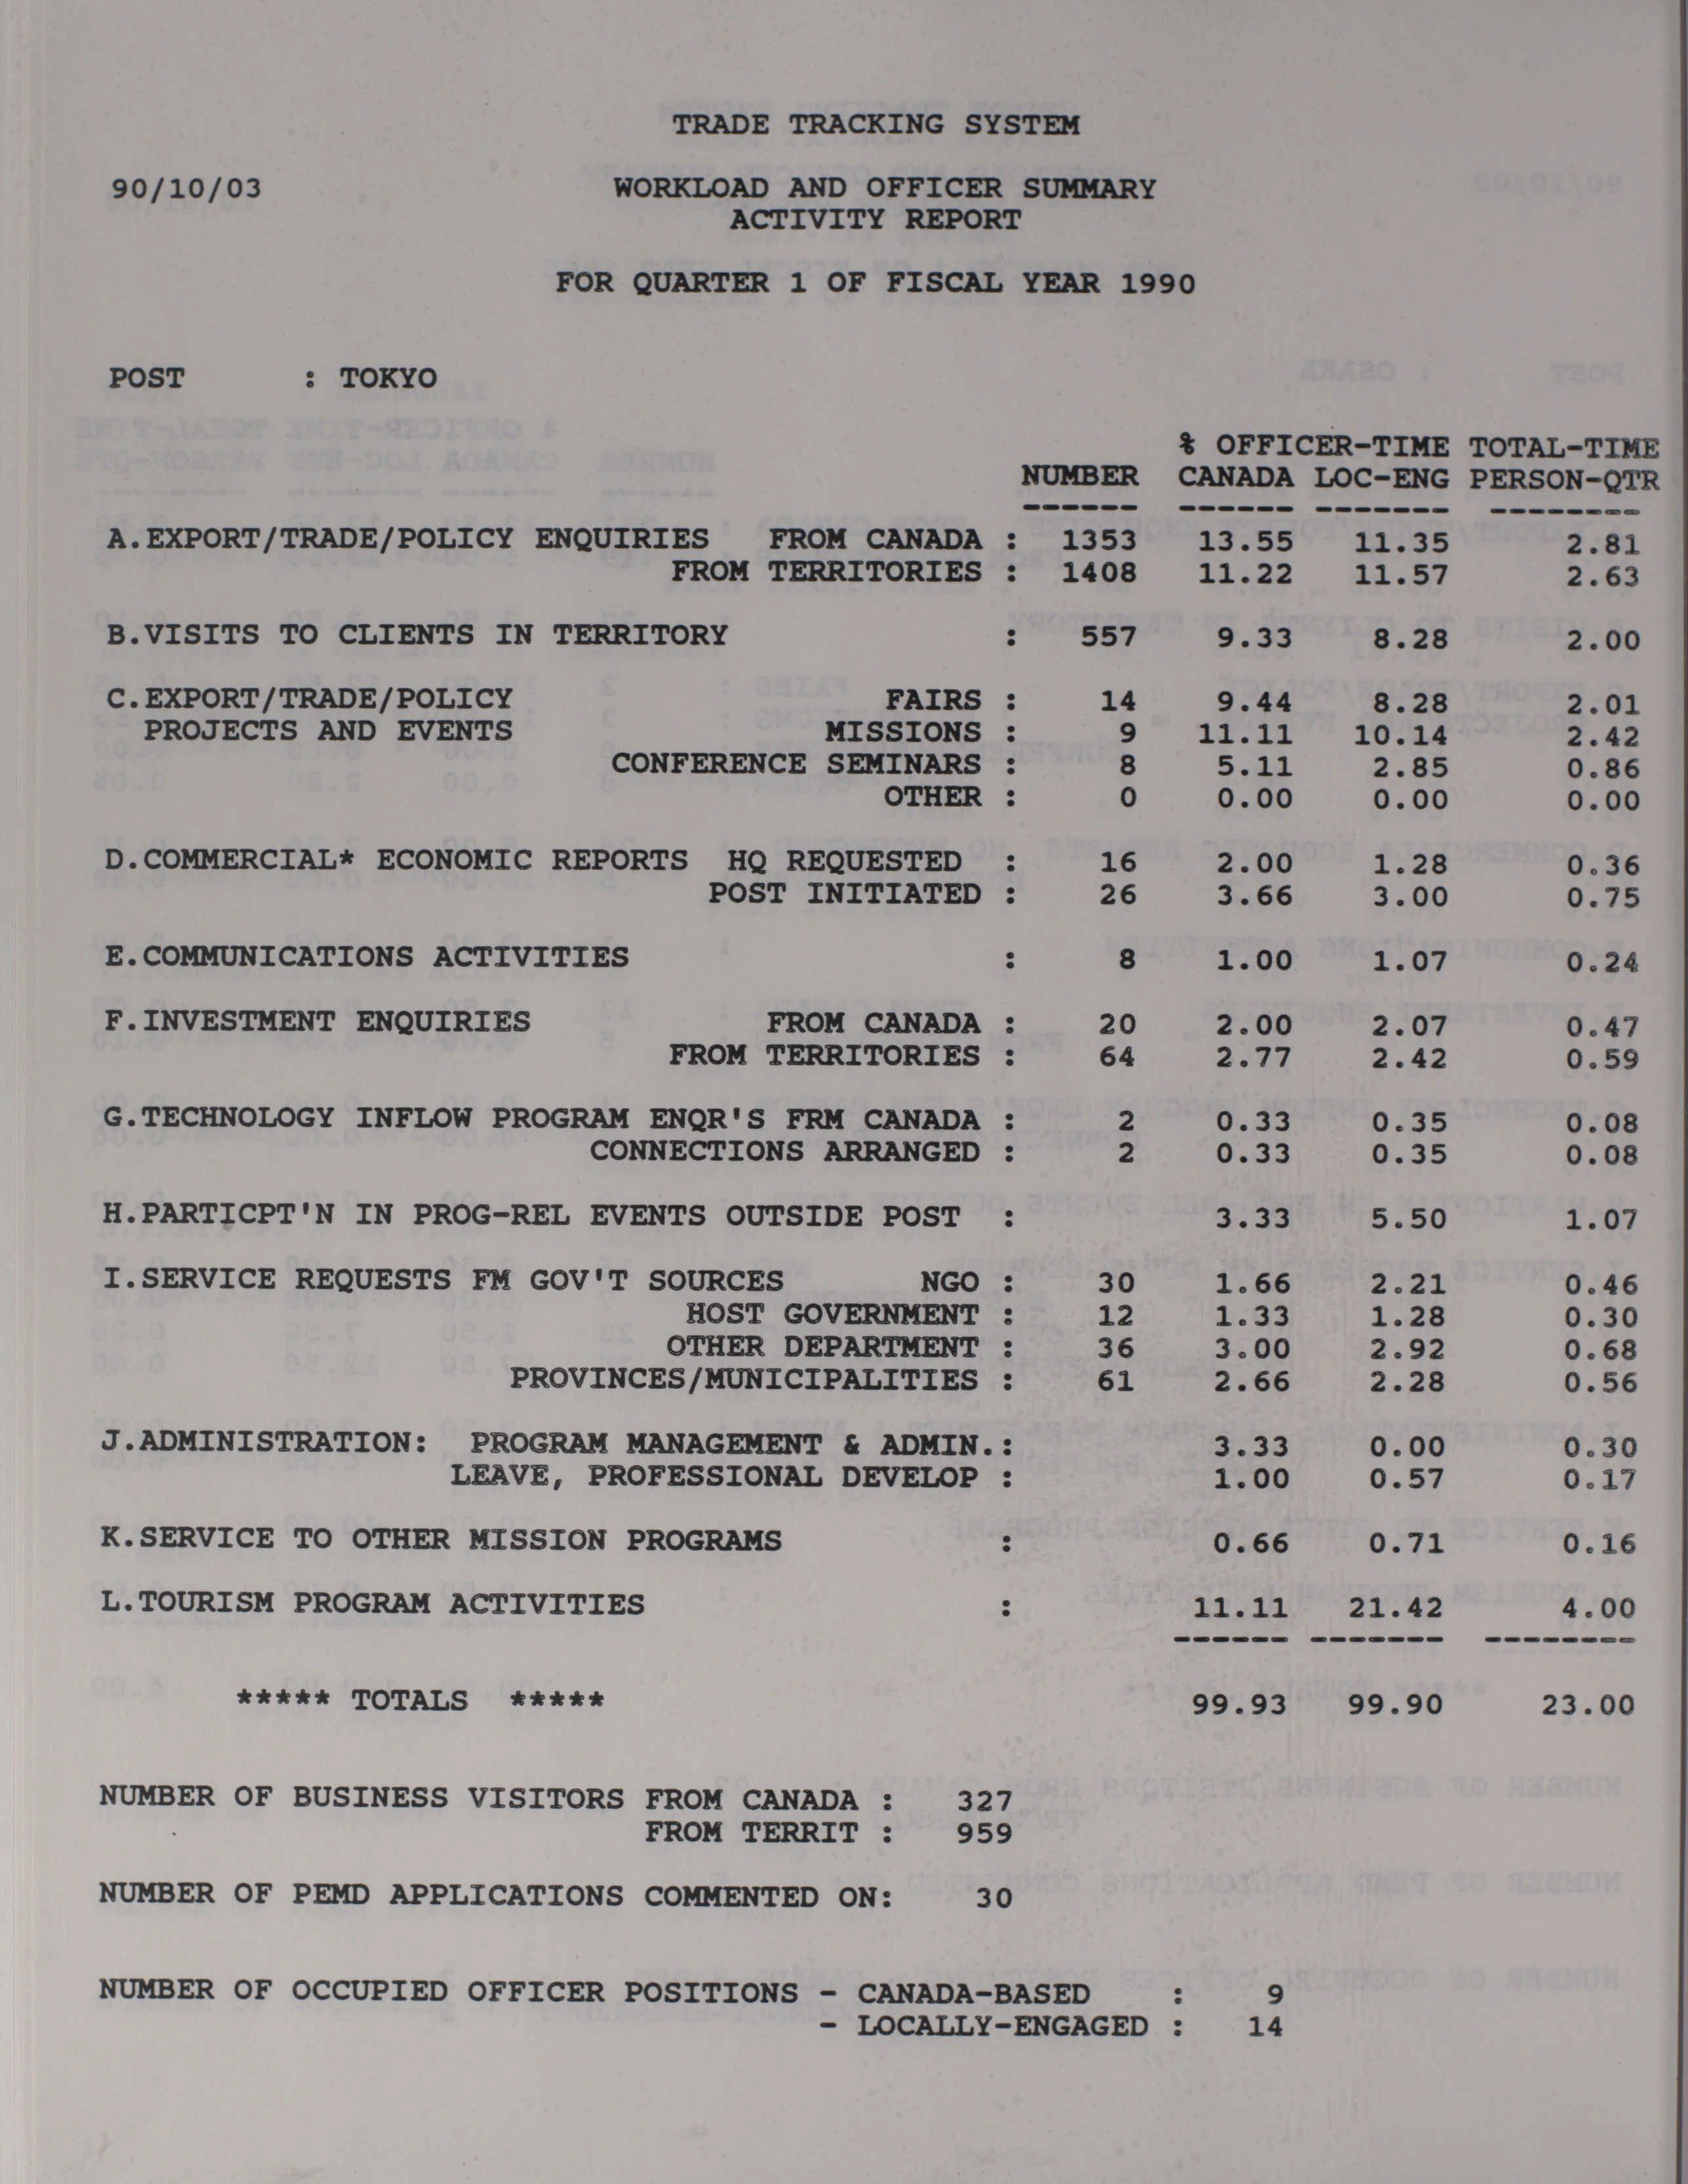 TRADE TRACKING SYSTEM
90/10/03 WORKLOAD AND OFFICER SUMMARY
ACTIVITY REPORT
FOR QUARTER 1 OF FISCAL YEAR 1990
POST : TOKYO
% OFFICER-TIME TOTAL-TIME
NUMBER CANADA LOC-ENG PERSON-QTR
------ ------ ------- --------
A.EXPORT/TRADE/POLICY ENQUIRIES FROM CANADA : 1353 13.55 11.35 2.81
FROM TERRITORIES : 1408 11.22 11.57 2.63
B.VISITS TO CLIENTS IN TERRITORY : 557 9.33 8.28 2.00
C.EXPORT/TRADE/POLICY FAIRS : 14 9.44 8.28 2.01
PROJECTS AND EVENTS MISSIONS : 9 11.11 10.14 2.42
CONFERENCE SEMINARS : 8 5.11 2.85 0.86
OTHER : 0 0.00 0.00 0.00
D.COMMERCIAL* ECONOMIC REPORTS HQ REQUESTED : 16 2.00 1.28 0.36
POST INITIATED : 26 3.66 3.00 0.75
E.COMMUNICATIONS ACTIVITIES : 8 1.00 1.07 0.24
F.INVESTMENT ENQUIRIES FROM CANADA : 20 2.00 2.07 0.47
FROM TERRITORIES : 64 2.77 2.42 0.59
G.TECHNOLOGY INFLOW PROGRAM ENQR'S FRM CANADA : 2 0.33 0.35 0.08
CONNECTIONS ARRANGED : 2 0.33 0.35 0.08
H.PARTICPT'N IN PROG-REL EVENTS OUTSIDE POST : 3.33 5.50 1.07
I.SERVICE REQUESTS FM GOV'T SOURCES NGO : 30 1.66 2.21 0.46
HOST GOVERNMENT : 12 1.33 1.28 0.30
OTHER DEPARTMENT : 36 3.00 2.92 0.68
PROVINCES/MUNICIPALITIES : 61 2.66 2.28 0.56
J.ADMINISTRATION: PROGRAM MANAGEMENT & ADMIN.: 3.33 0.00 0.30
LEAVE, PROFESSIONAL DEVELOP : 1.00 0.57 0.17
K.SERVICE TO OTHER MISSION PROGRAMS : 0.66 0.71 0.16
L.TOURISM PROGRAM ACTIVITIES : 11.11 21.42 4.00
------ ------- --------
***** TOTALS ***** 99.93 99.90 23.00
NUMBER OF BUSINESS VISITORS FROM CANADA : 327
FROM TERRIT : 959
NUMBER OF PEMD APPLICATIONS COMMENTED ON: 30
NUMBER OF OCCUPIED OFFICER POSITIONS - CANADA-BASED : 9
- LOCALLY-ENGAGED : 14